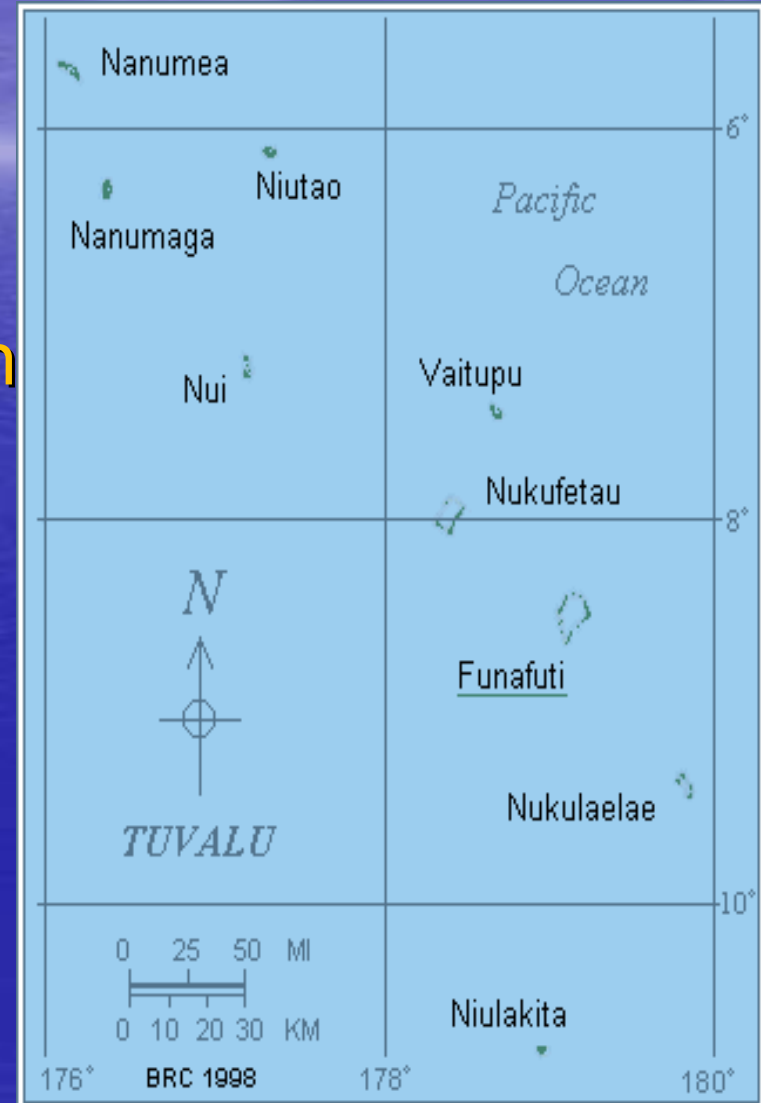 Nanumea
6°
Niutao
Pacific
Nanumaga
Ocean
Vaitupu
n
Nui
Nukufetau
8°
N
Funafuti
Nukulaelae
TUVALU
10°
0 25 50 MI
Niulakita
0 10 20 30 KM
176° BRC 1998 178° 180°